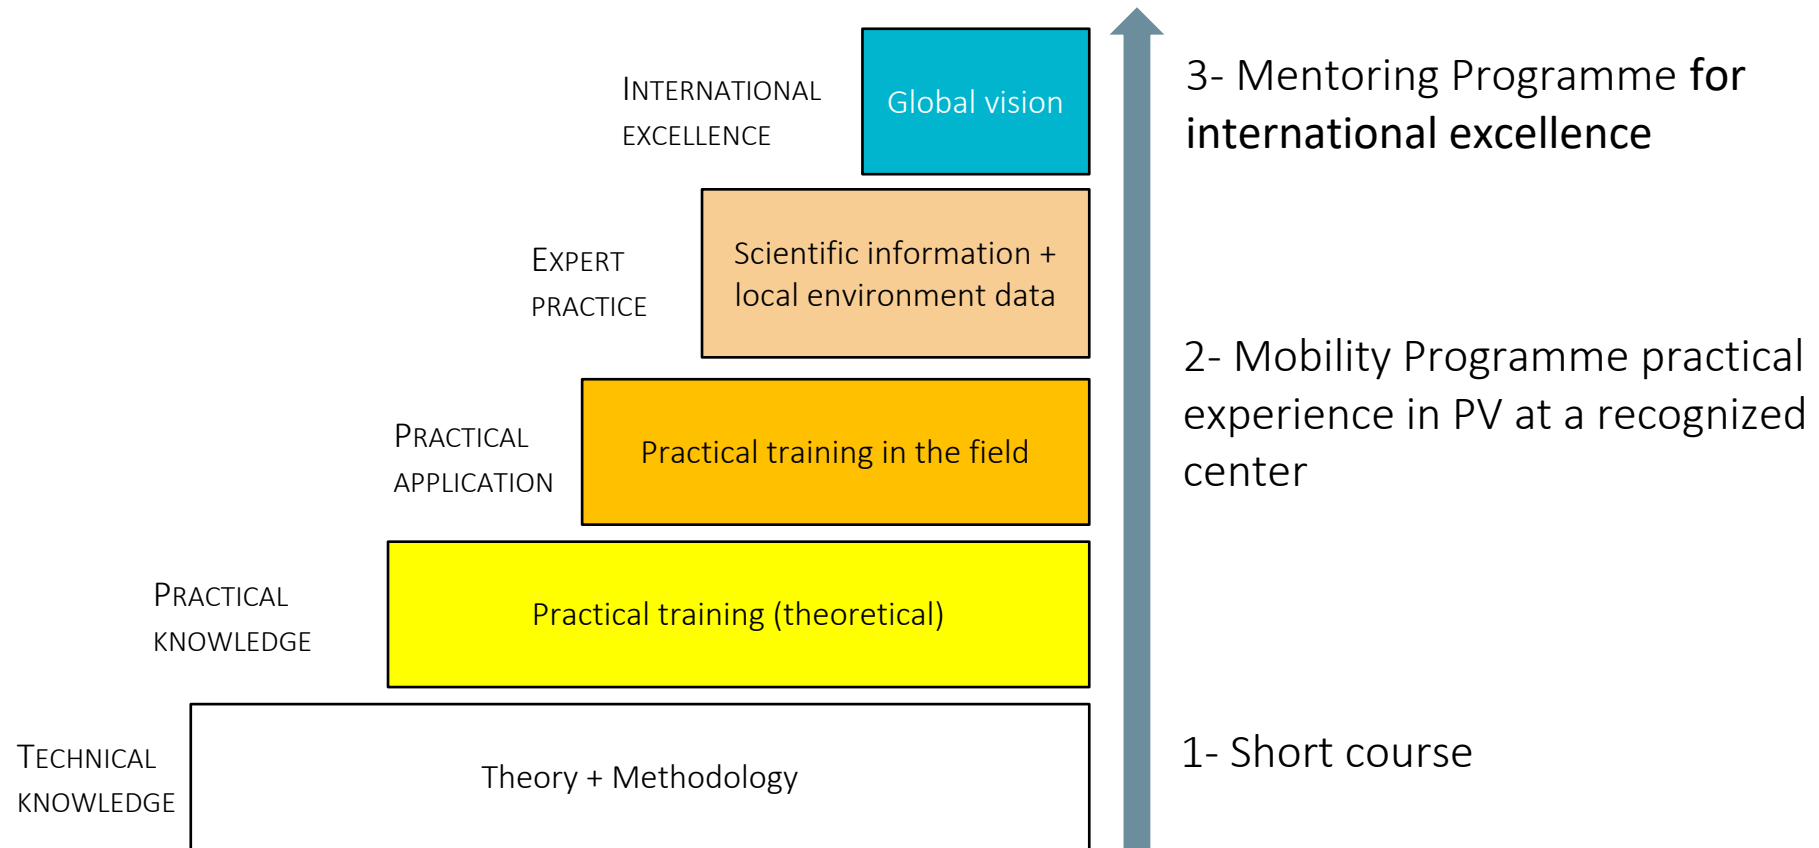 INTERNATIONAL
EXCELLENCE
Global vision
3- Mentoring Programme for
international excellence
EXPERT
PRACTICE
Scientific information +
local environment data
2- Mobility Programme practical
experience in PV at a recognized
center
PRACTICAL
APPLICATION
Practical training in the field
PRACTICAL
KNOWLEDGE
Practical training (theoretical)
TECHNICAL
KNOWLEDGE
Theory + Methodology
1- Short course